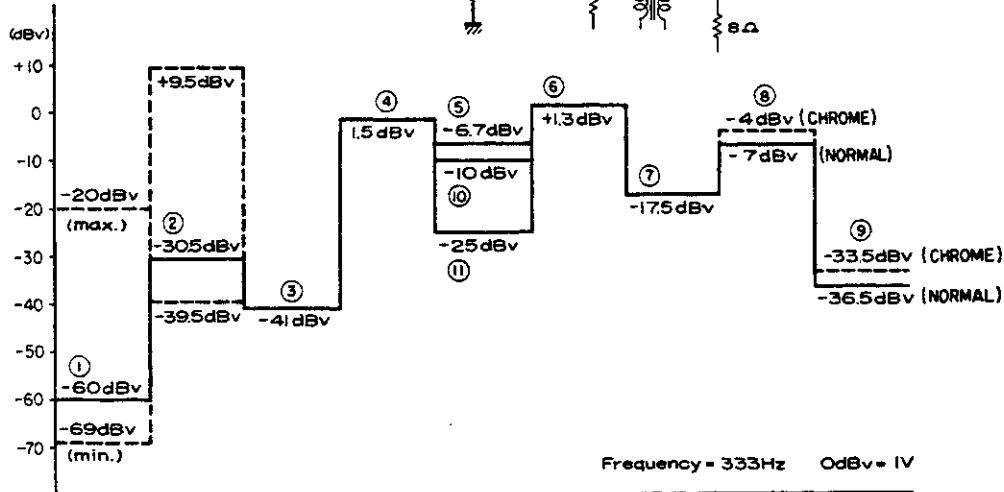 8Ω
(dBv)
+10
0
-10
-20
-30
-40
-50
-60
-70
-20dBv
(max.)
① 
-60dBv
-69dBv
(min.)
+9.5dBv
②
-30.5dBv
-39.5dBv
③
-41dBv
④
1.5dBv
⑤
-6.7dBv
-10dBv
⑩
-25dBv
⑪
⑥
+1.3dBv
⑦
-17.5dBv
⑧
-4dBv (CHROME)
-7dBv (NORMAL)
⑨
-33.5dBv (CHROME)
-36.5dBv (NORMAL)
Frequency = 333Hz 0dBv = 1V